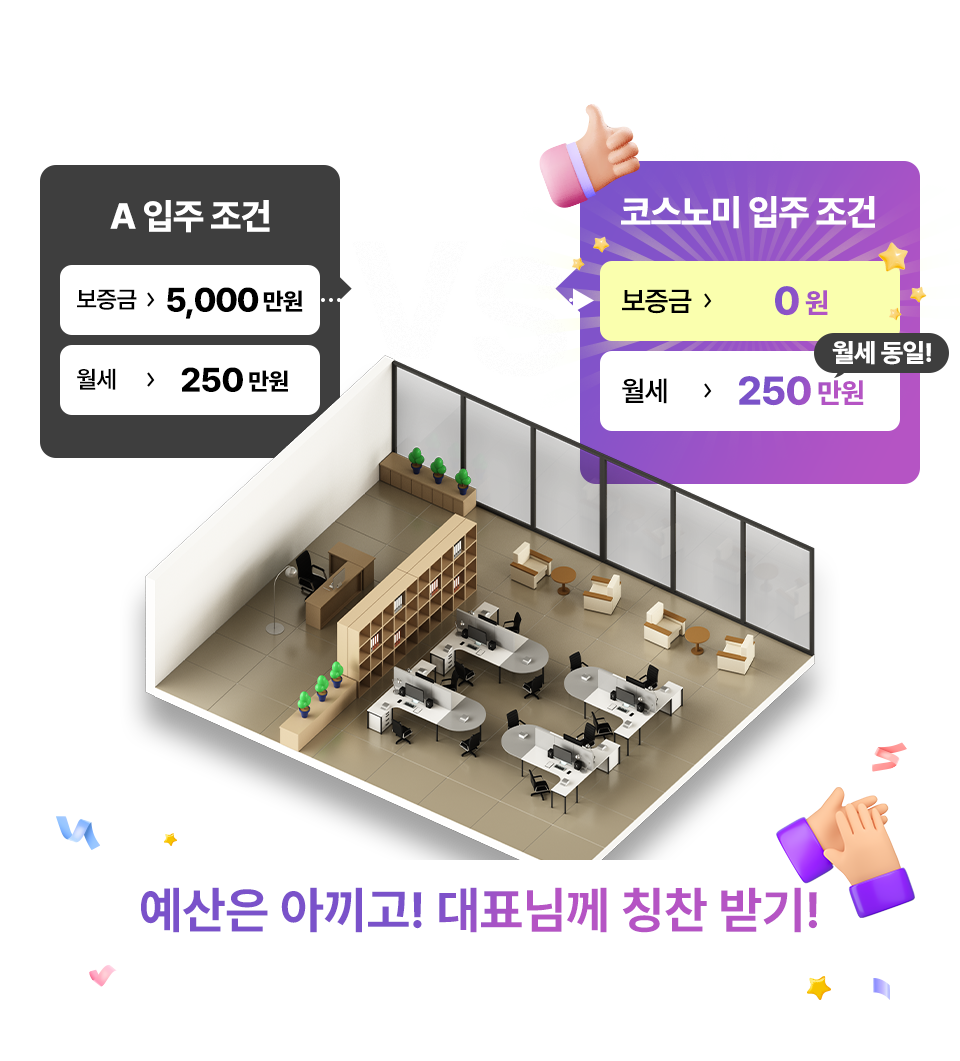 A 입주 조건
보증금 > 5,000 만원
월세 > 250 만원
VS
코스노미 입주 조건
보증금 > 0 원
월세 동일!
월세 > 250 만원
예산은 아끼고! 대표님께 칭찬 받기!